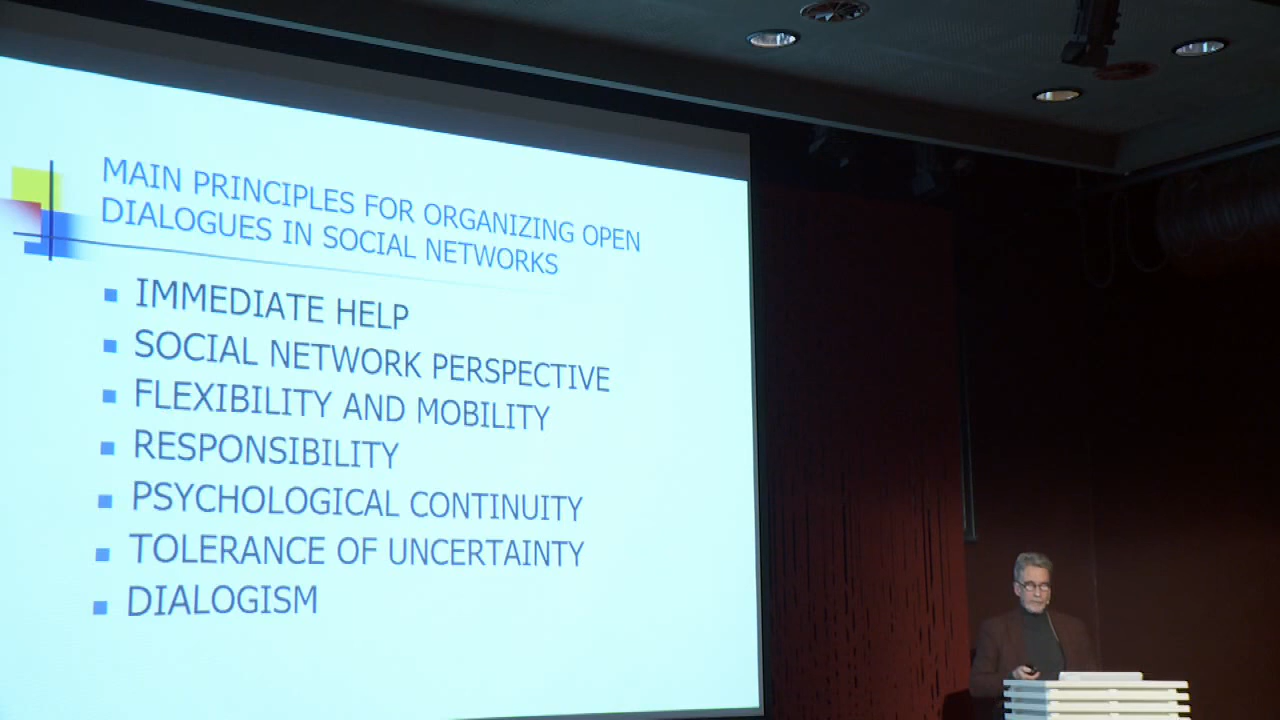 MAIN PRINCIPLES FOR ORGANIZING OPEN
DIALOGUES IN SOCIAL NETWORKS
IMMEDIATE HELP
SOCIAL NETWORK PERSPECTIVE
FLEXIBILITY AND MOBILITY
RESPONSIBILITY
PSYCHOLOGICAL CONTINUITY
TOLERANCE OF UNCERTAINTY
DIALOGISM